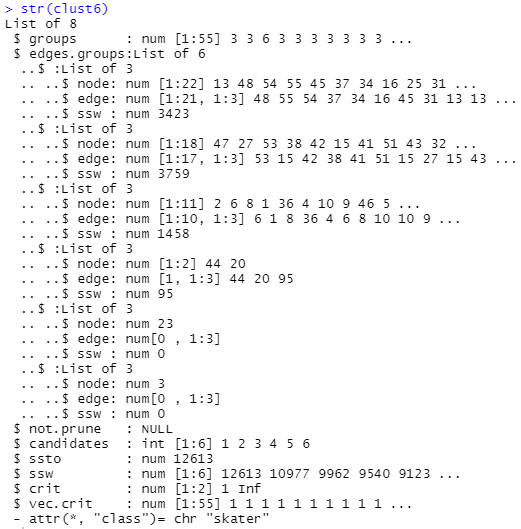 > str(clust6)
List of 8
 $ groups      : num [1:55] 3 3 6 3 3 3 3 3 3 3 ...
 $ edges.groups:List of 6
  ..$ :List of 3
  .. ..$ node: num [1:22] 13 48 54 55 45 37 34 16 25 31 ...
  .. ..$ edge: num [1:21, 1:3] 48 55 54 37 34 16 45 31 13 13 ...
  .. ..$ ssw : num 3423
  ..$ :List of 3
  .. ..$ node: num [1:18] 47 27 53 38 42 15 41 51 43 32 ...
  .. ..$ edge: num [1:17, 1:3] 53 15 42 38 41 51 15 27 15 43 ...
  .. ..$ ssw : num 3759
  ..$ :List of 3
  .. ..$ node: num [1:11] 2 6 8 1 36 4 10 9 46 5 ...
  .. ..$ edge: num [1:10, 1:3] 6 1 8 36 4 6 8 10 10 9 ...
  .. ..$ ssw : num 1458
  ..$ :List of 3
  .. ..$ node: num [1:2] 44 20
  .. ..$ edge: num [1, 1:3] 44 20 95
  .. ..$ ssw : num 95
  ..$ :List of 3
  .. ..$ node: num 23
  .. ..$ edge: num[0 , 1:3]
  .. ..$ ssw : num 0
  ..$ :List of 3
  .. ..$ node: num 3
  .. ..$ edge: num[0 , 1:3]
  .. ..$ ssw : num 0
 $ not.prune   : NULL
 $ candidates  : int [1:6] 1 2 3 4 5 6
 $ ssto        : num 12613
 $ ssw         : num [1:6] 12613 10977 9962 9540 9123 ...
 $ crit        : num [1:2] 1 Inf
 $ vec.crit    : num [1:55] 1 1 1 1 1 1 1 1 1 1 ...
 - attr(*, "class")= chr "skater"